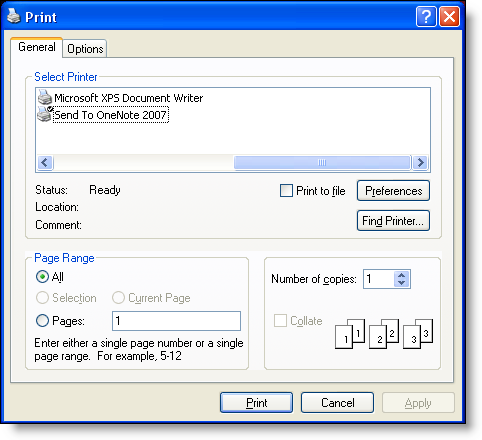 Print
General Options
Select Printer
Microsoft XPS Document Writer
Send To OneNote 2007
Status: Ready
Print to file
Preferences
Location:
Comment:
Find Printer...
Page Range
All
Selection Current Page
Pages: 1
Enter either a single page number or a single
page range. For example, 5-12
Number of copies: 1
Collate
1 1 2 2 3 3
Print Cancel Apply